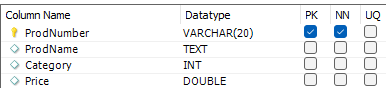 Column Name Datatype PK NN UQ
ProdNumber VARCHAR(20)
ProdName TEXT
Category INT
Price DOUBLE